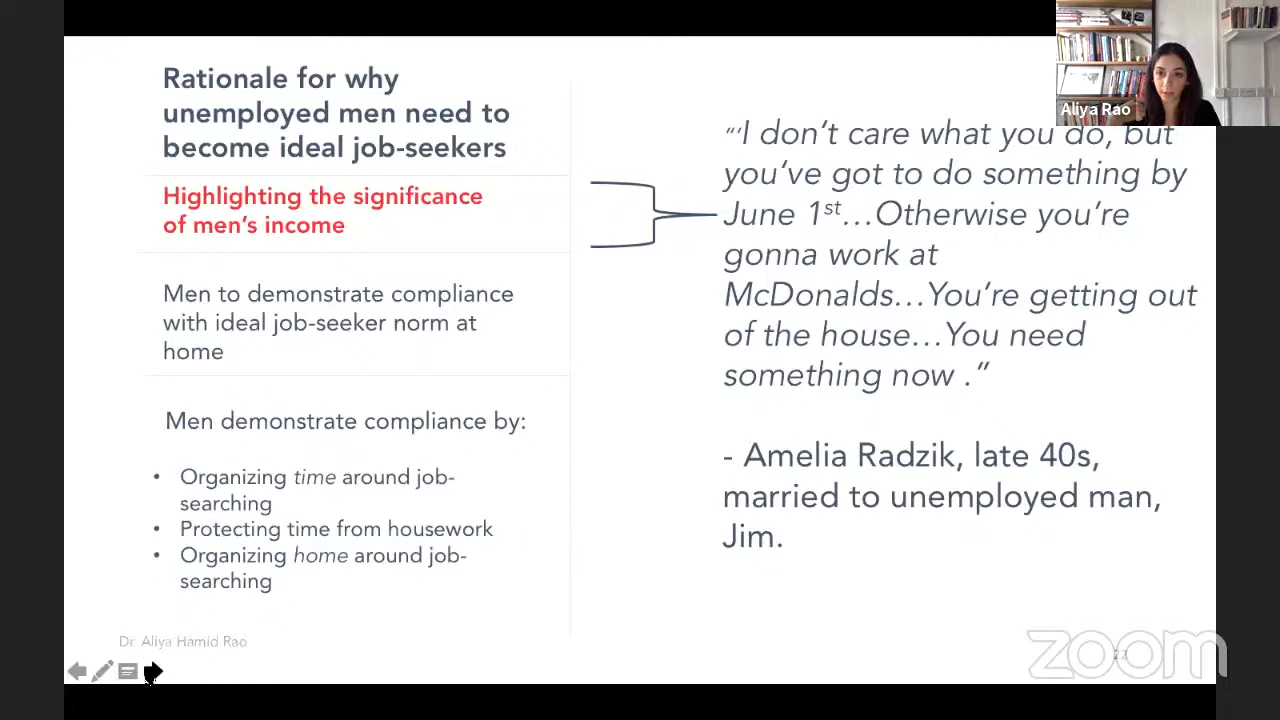 Rationale for why
unemployed men need to
become ideal job-seekers
Highlighting the significance
of men’s income
Men to demonstrate compliance
with ideal job-seeker norm at
home
Men demonstrate compliance by:
• Organizing time around job-
searching
• Protecting time from housework
• Organizing home around job-
searching
Dr. Aliya Hamid Rao
Aliya Rao
“‘I don’t care what you do, but
you’ve got to do something by
June 1st…Otherwise you’re
gonna work at
McDonalds…You’re getting out
of the house…You need
something now .”
- Amelia Radzik, late 40s,
married to unemployed man,
Jim.
zoom
22